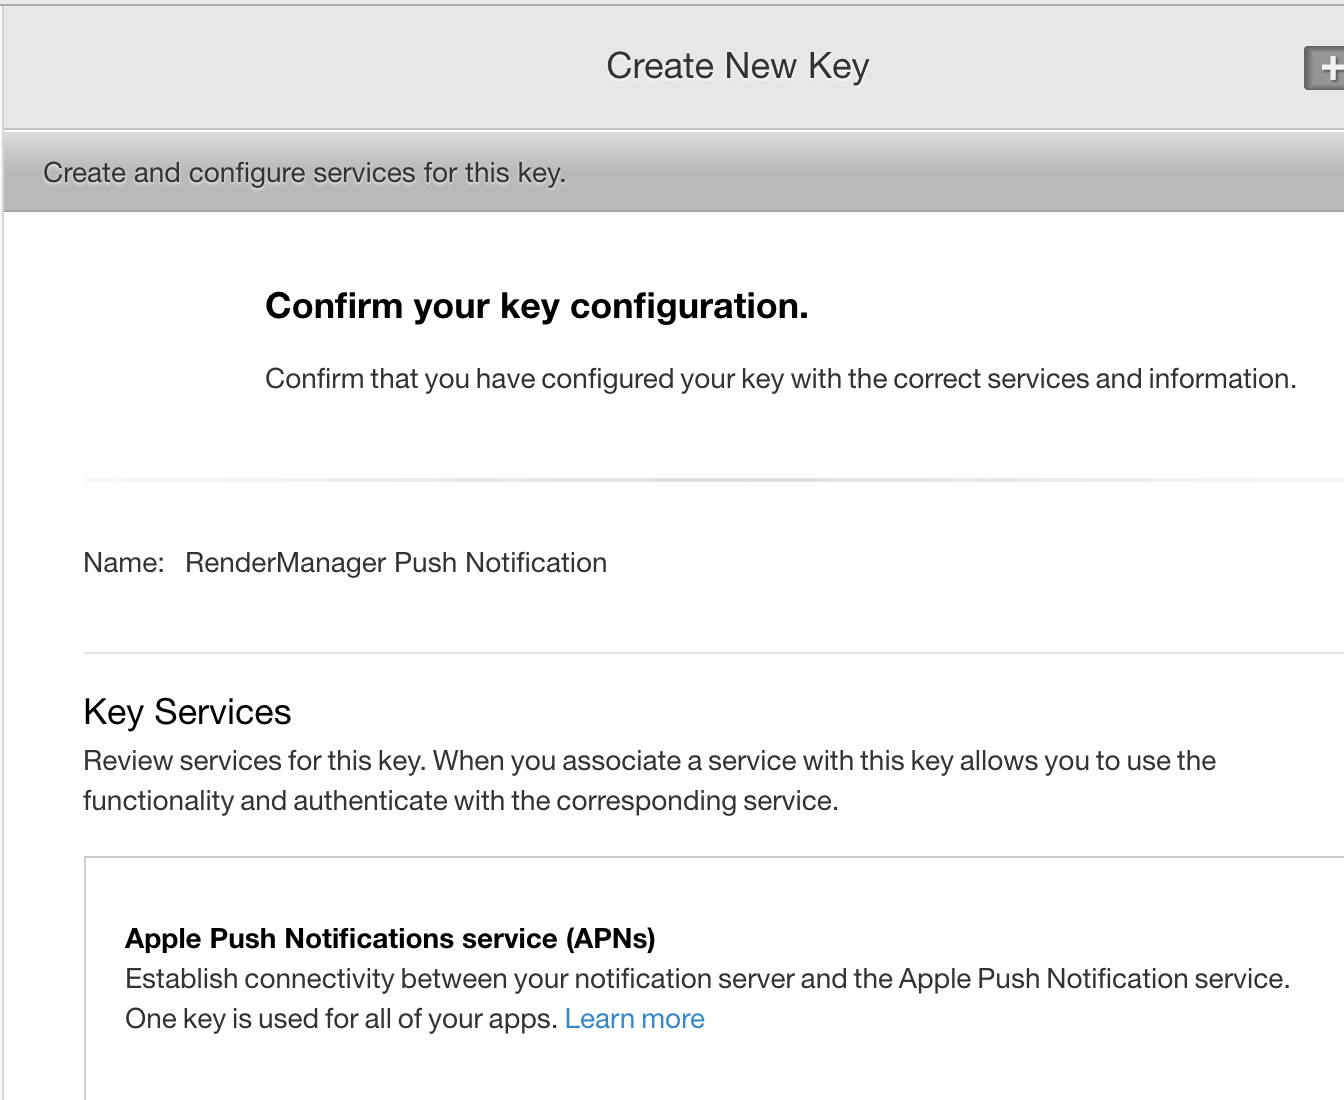 Create New Key
Create and configure services for this key.
Confirm your key configuration.
Confirm that you have configured your key with the correct services and information.
Name: RenderManager Push Notification
Key Services
Review services for this key. When you associate a service with this key allows you to use the
functionality and authenticate with the corresponding service.
Apple Push Notifications service (APNs)
Establish connectivity between your notification server and the Apple Push Notification service.
One key is used for all of your apps. Learn more